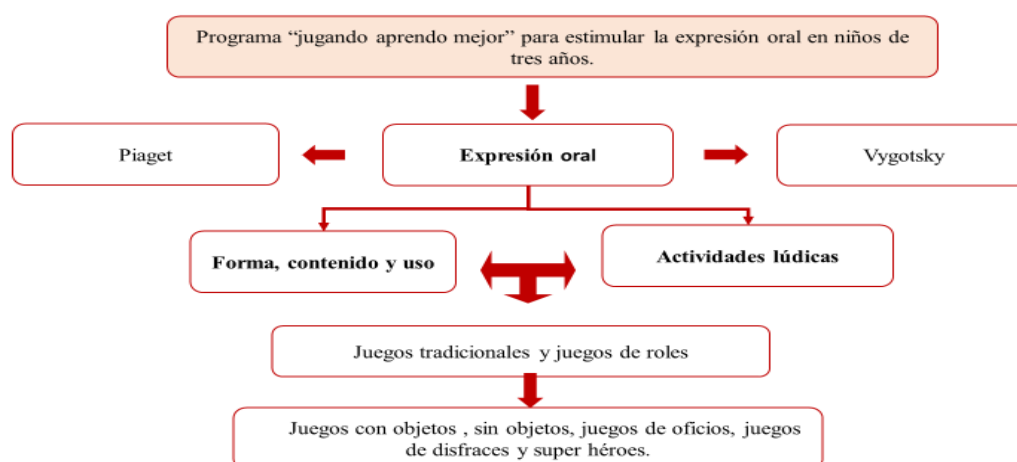 Programa “jugando aprendo mejor” para estimular la expresión oral en niños de
tres años.
Piaget
Expresión oral
Vygotsky
Forma, contenido y uso
Actividades lúdicas
Juegos tradicionales y juegos de roles
Juegos con objetos , sin objetos, juegos de oficios, juegos
de disfraces y super héroes.